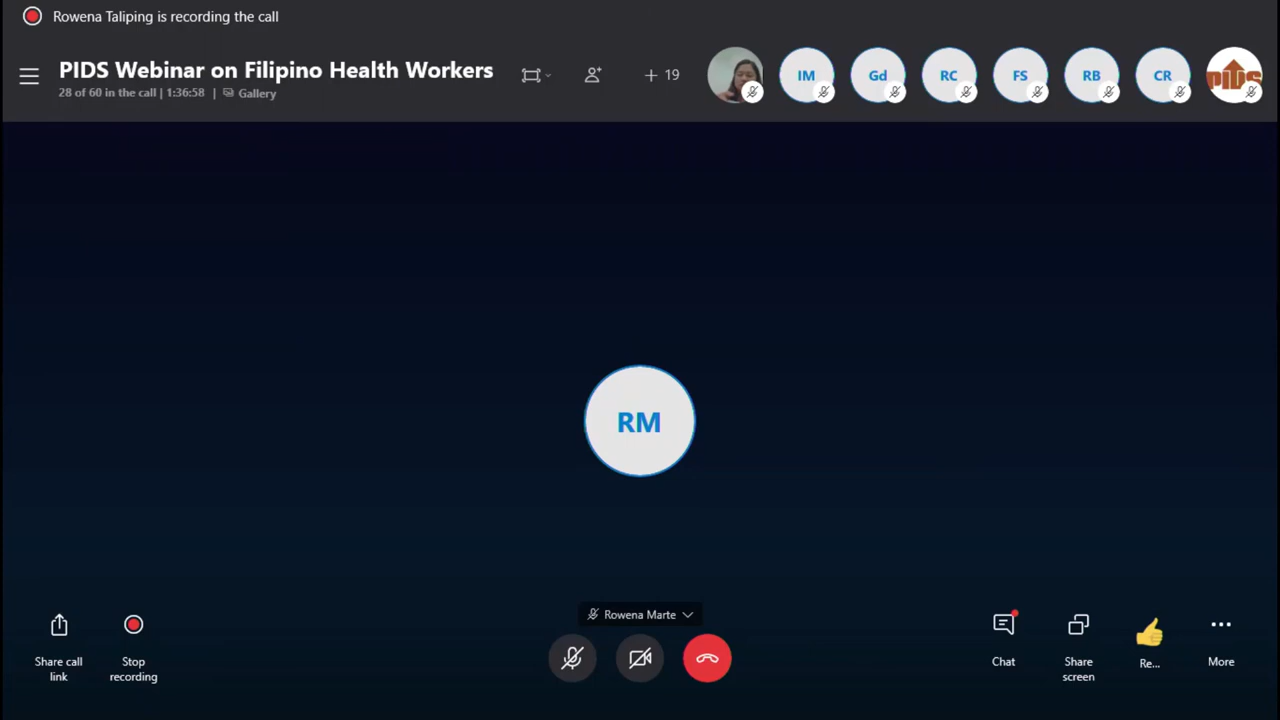 Rowena Taliping is recording the call
PIDS Webinar on Filipino Health Workers
28 of 60 in the call | 1:36:58 | Gallery
+ 19
IM
Gd
RC
FS
RB
CR
PIDS
RM
Rowena Marte
Share call
link
Stop
recording
Chat
Share
screen
Re...
More